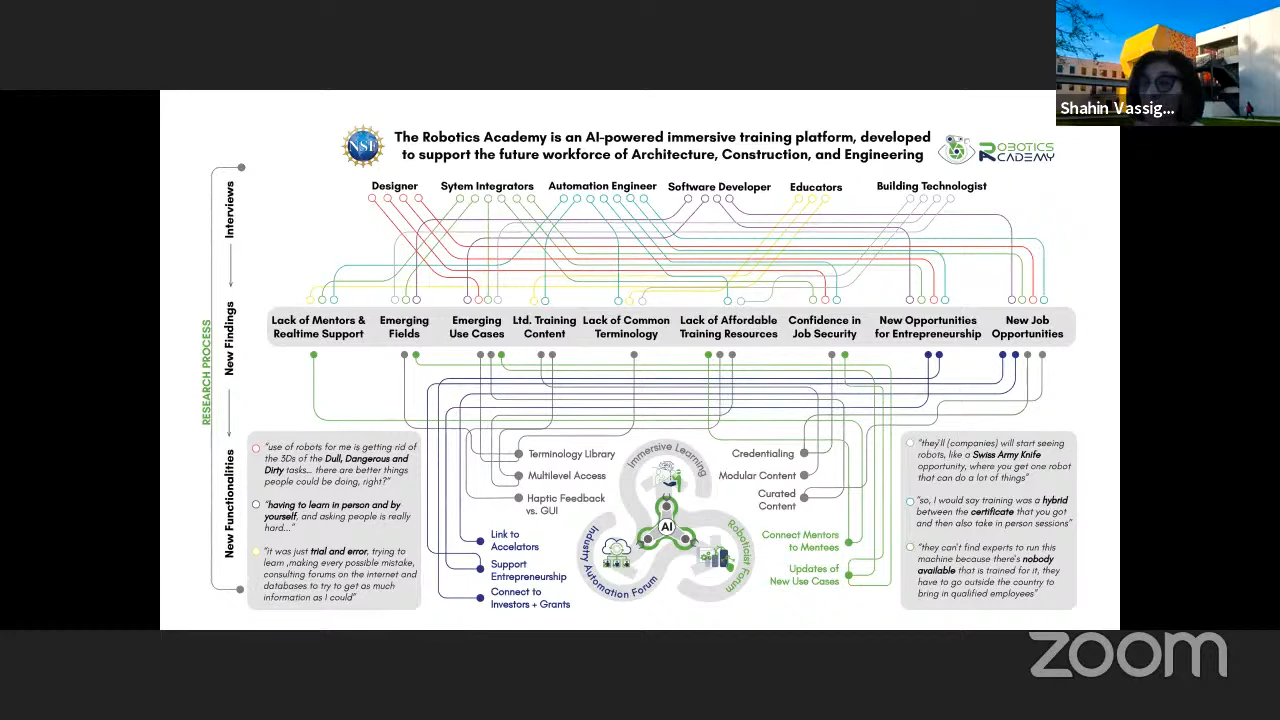 Shahin Vassig...
The Robotics Academy is an AI-powered immersive training platform, developed
to support the future workforce of Architecture, Construction, and Engineering
NSF
ROBOTICS
ACADEMY
Designer
Sytem Integrators
Automation Engineer
Software Developer
Educators
Building Technologist
RESEARCH PROCESS
Interviews
New Findings
New Functionalities
Lack of Mentors &
Realtime Support
Emerging
Fields
Emerging
Use Cases
Ltd. Training
Content
Lack of Common
Terminology
Lack of Affordable
Training Resources
Confidence in
Job Security
New Opportunities
for Entrepreneurship
New Job
Opportunities
"use of robots for me is getting rid of
the 3Ds of the Dull, Dangerous and
Dirty tasks... there are better things
people could be doing, right?"
"having to learn in person and by
yourself, and asking people is really
hard..."
"it was just trial and error, trying to
learn ,making every possible mistake,
consulting forums on the internet and
databases to try to get as much
information as I could"
Terminology Library
Multilevel Access
Haptic Feedback
vs. GUI
Link to
Accelators
Support
Entrepreneurship
Connect to
Investors + Grants
Immersive Learning
AI
Industry Automation Forum
Roboticist Forum
Credentialing
Modular Content
Curated
Content
Connect Mentors
to Mentees
Updates of
New Use Cases
"they'll (companies) will start seeing
robots, like a Swiss Army Knife
opportunity, where you get one robot
that can do a lot of things"
"so, I would say training was a hybrid
between the certificate that you got
and then also take in person sessions"
"they can't find experts to run this
machine because there's nobody
available that is trained for it, they
have to go outside the country to
bring in qualified employees"
zoom